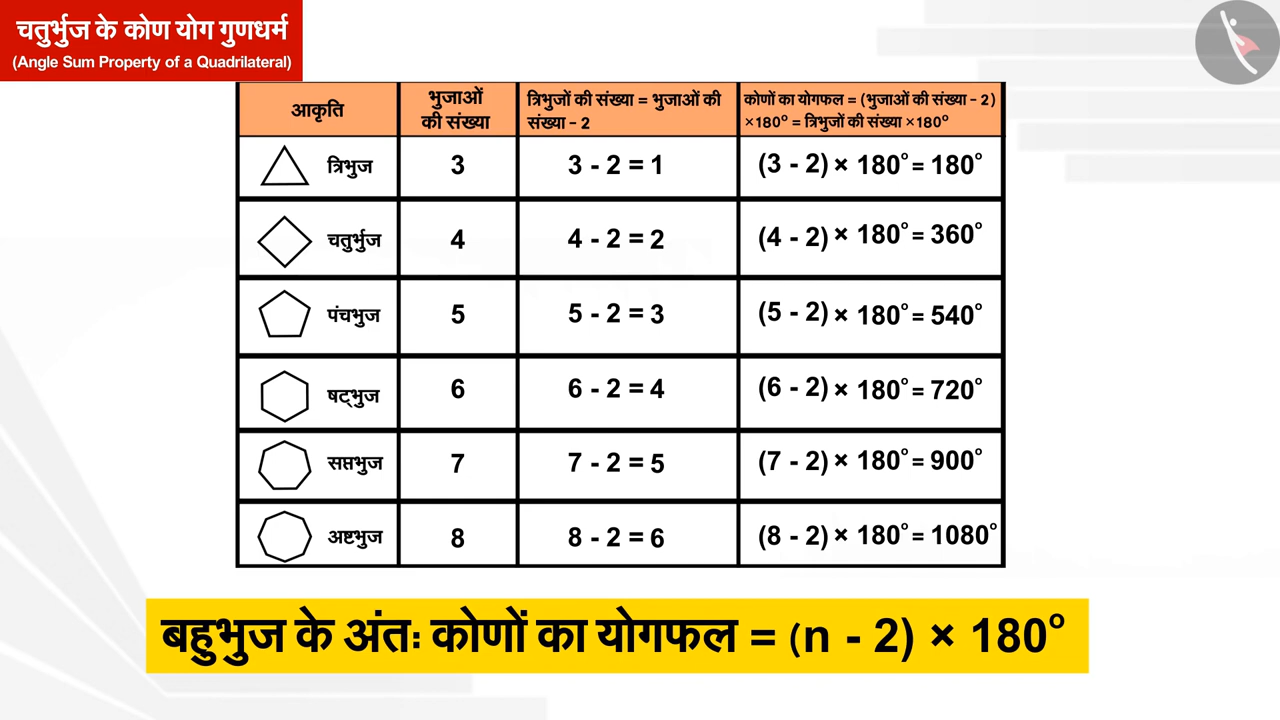 चतुर्भुज के कोण योग गुणधर्म
(Angle Sum Property of a Quadrilateral)
आकृति
भुजाओं
की संख्या
त्रिभुजों की संख्या = भुजाओं की
संख्या - 2
कोणों का योगफल = (भुजाओं की संख्या - 2)
×180° = त्रिभुजों की संख्या ×180°
त्रिभुज 3 3 - 2 = 1 (3 - 2) × 180° = 180°
चतुर्भुज 4 4 - 2 = 2 (4 - 2) × 180° = 360°
पंचभुज 5 5 - 2 = 3 (5 - 2) × 180° = 540°
षट्भुज 6 6 - 2 = 4 (6 - 2) × 180° = 720°
सप्तभुज 7 7 - 2 = 5 (7 - 2) × 180° = 900°
अष्टभुज 8 8 - 2 = 6 (8 - 2) × 180° = 1080°
बहुभुज के अंतः कोणों का योगफल = (n - 2) × 180°